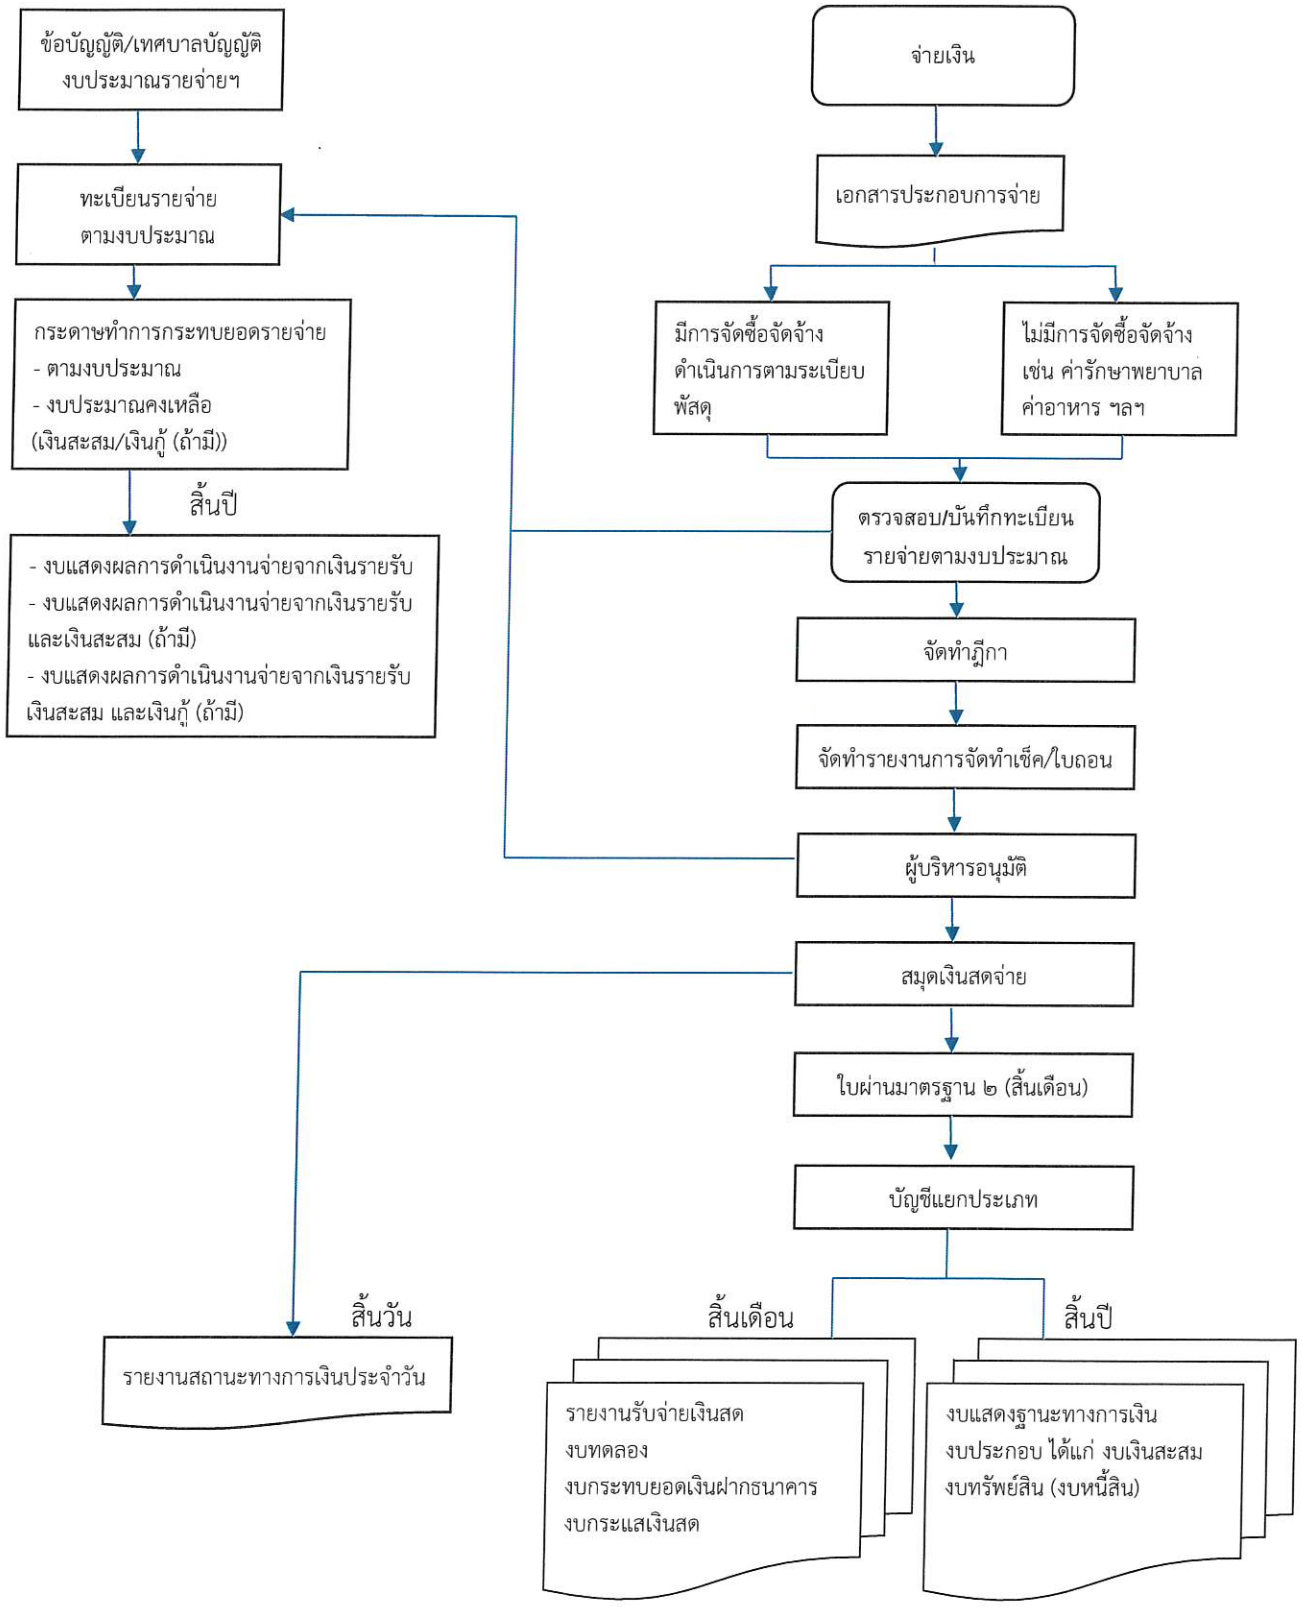 ข้อบัญญัติ/เทศบาลบัญญัติ
งบประมาณรายจ่ายฯ
ทะเบียนรายจ่าย
ตามงบประมาณ
กระดาษทำการกระทบยอดรายจ่าย
- ตามงบประมาณ
- งบประมาณคงเหลือ
(เงินสะสม/เงินกู้ (ถ้ามี))
สิ้นปี
- งบแสดงผลการดำเนินงานจ่ายจากเงินรายรับ
- งบแสดงผลการดำเนินงานจ่ายจากเงินรายรับ
และเงินสะสม (ถ้ามี)
- งบแสดงผลการดำเนินงานจ่ายจากเงินรายรับ
เงินสะสม และเงินกู้ (ถ้ามี)
จ่ายเงิน
เอกสารประกอบการจ่าย
มีการจัดซื้อจัดจ้าง
ดำเนินการตามระเบียบ
พัสดุ
ไม่มีการจัดซื้อจัดจ้าง
เช่น ค่ารักษาพยาบาล
ค่าอาหาร ฯลฯ
ตรวจสอบ/บันทึกทะเบียน
รายจ่ายตามงบประมาณ
จัดทำฎีกา
จัดทำรายงานการจัดทำเช็ค/ใบถอน
ผู้บริหารอนุมัติ
สมุดเงินสดจ่าย
ใบผ่านมาตรฐาน ๒ (สิ้นเดือน)
บัญชีแยกประเภท
สิ้นวัน
รายงานสถานะทางการเงินประจำวัน
สิ้นเดือน
รายงานรับจ่ายเงินสด
งบทดลอง
งบกระทบยอดเงินฝากธนาคาร
งบกระแสเงินสด
สิ้นปี
งบแสดงฐานะทางการเงิน
งบประกอบ ได้แก่ งบเงินสะสม
งบทรัพย์สิน (งบหนี้สิน)